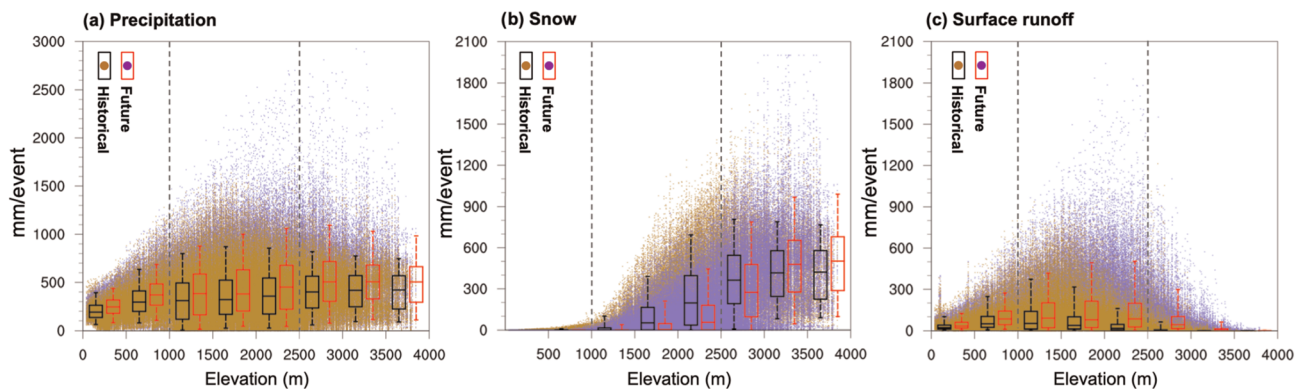 (a) Precipitation
3000
2500
2000
1500
1000
500
0
mm/event
Historical
Future
0 500 1000 1500 2000 2500 3000 3500 4000
Elevation (m)
(b) Snow
2100
1800
1500
1200
900
600
300
0
mm/event
Historical
Future
500 1000 1500 2000 2500 3000 3500 4000
Elevation (m)
(c) Surface runoff
2100
1800
1500
1200
900
600
300
0
mm/event
Historical
Future
0 500 1000 1500 2000 2500 3000 3500 4000
Elevation (m)